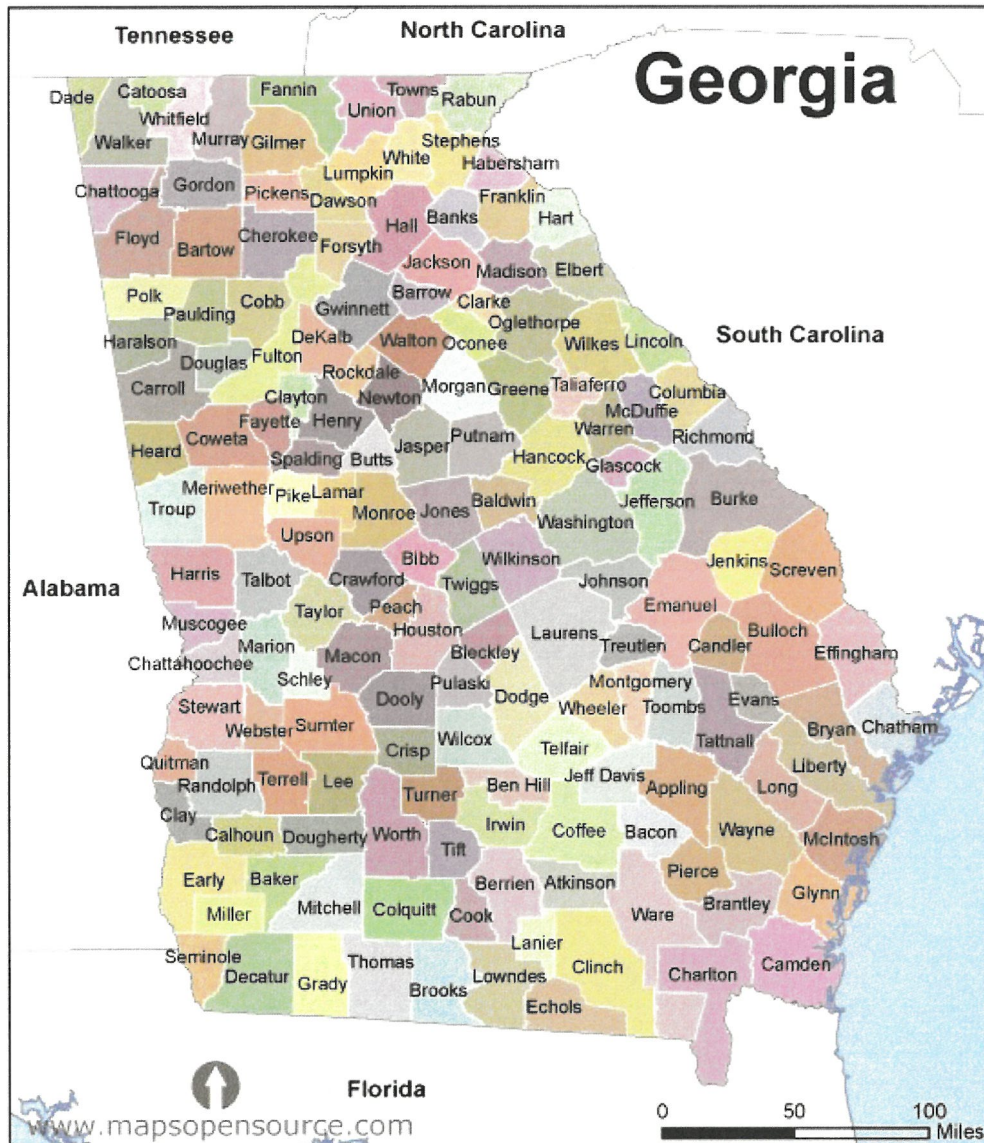 Tennessee
North Carolina
Georgia
Dade
Catoosa
Fannin
Towns
Rabun
Union
Whitfield
Walker
Murray
Gilmer
Stephens
White
Habersham
Lumpkin
Chattooga
Gordon
Pickens
Dawson
Franklin
Banks
Hart
Hall
Floyd
Bartow
Cherokee
Forsyth
Jackson
Madison
Elbert
Polk
Paulding
Cobb
Barrow
Clarke
Gwinnett
Oglethorpe
South Carolina
Haralson
DeKalb
Walton
Oconee
Wilkes
Lincoln
Douglas
Fulton
Rockdale
Carroll
Newton
Morgan
Greene
Taliaferro
Columbia
Clayton
McDuffie
Fayette
Henry
Warren
Richmond
Heard
Coweta
Spalding
Butts
Jasper
Putnam
Hancock
Glascock
Meriwether
Pike
Lamar
Monroe
Jones
Baldwin
Jefferson
Burke
Troup
Washington
Upson
Alabama
Harris
Talbot
Crawford
Bibb
Twiggs
Wilkinson
Johnson
Jenkins
Screven
Taylor
Peach
Emanuel
Muscogee
Houston
Laurens
Marion
Macon
Bleckley
Treutlen
Candler
Bulloch
Effingham
Chattahoochee
Schley
Pulaski
Dooly
Dodge
Montgomery
Stewart
Webster
Sumter
Wheeler
Toombs
Evans
Bryan
Chatham
Crisp
Wilcox
Telfair
Tattnall
Quitman
Randolph
Terrell
Lee
Turner
Ben Hill
Jeff Davis
Appling
Long
Liberty
Clay
Calhoun
Dougherty
Worth
Irwin
Coffee
Bacon
Wayne
McIntosh
Tift
Early
Baker
Berrien
Atkinson
Pierce
Miller
Mitchell
Colquitt
Cook
Ware
Brantley
Glynn
Seminole
Lanier
Decatur
Grady
Thomas
Brooks
Lowndes
Clinch
Charlton
Camden
Echols
Florida
0 50 100
Miles
www.mapsopensource.com